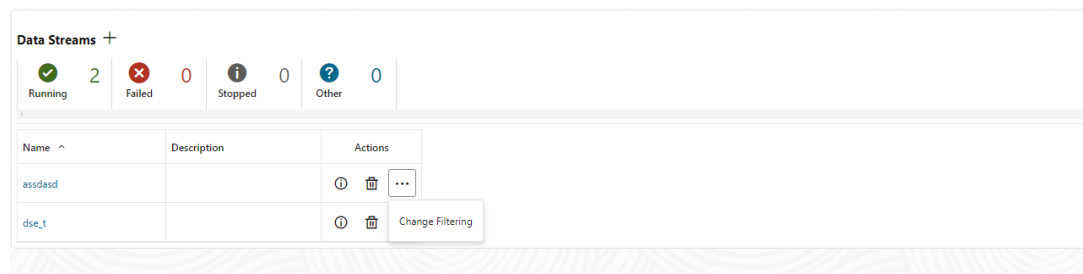 Data Streams +
2 0 0 0
Running Failed Stopped Other
Name Description Actions
assdasd
dse_t Change Filtering